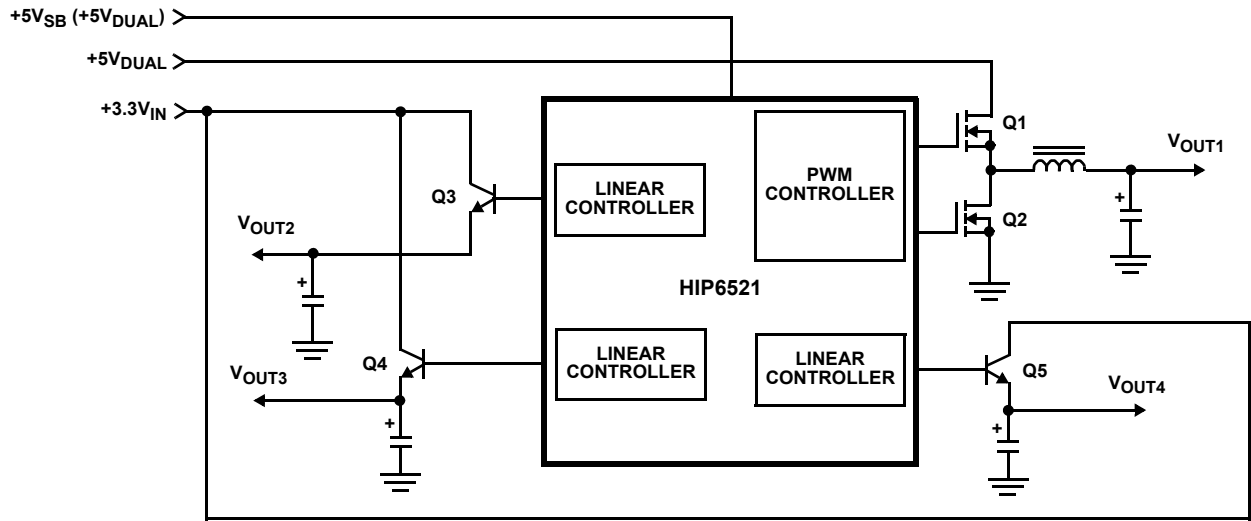 +5VSB (+5VDUAL)
+5VDUAL
+3.3VIN
Q1
VOUT1
PWM
CONTROLLER
LINEAR
CONTROLLER
Q3
+
Q2
VOUT2
+
HIP6521
LINEAR
CONTROLLER
LINEAR
CONTROLLER
Q4
Q5
VOUT3
VOUT4
+
+